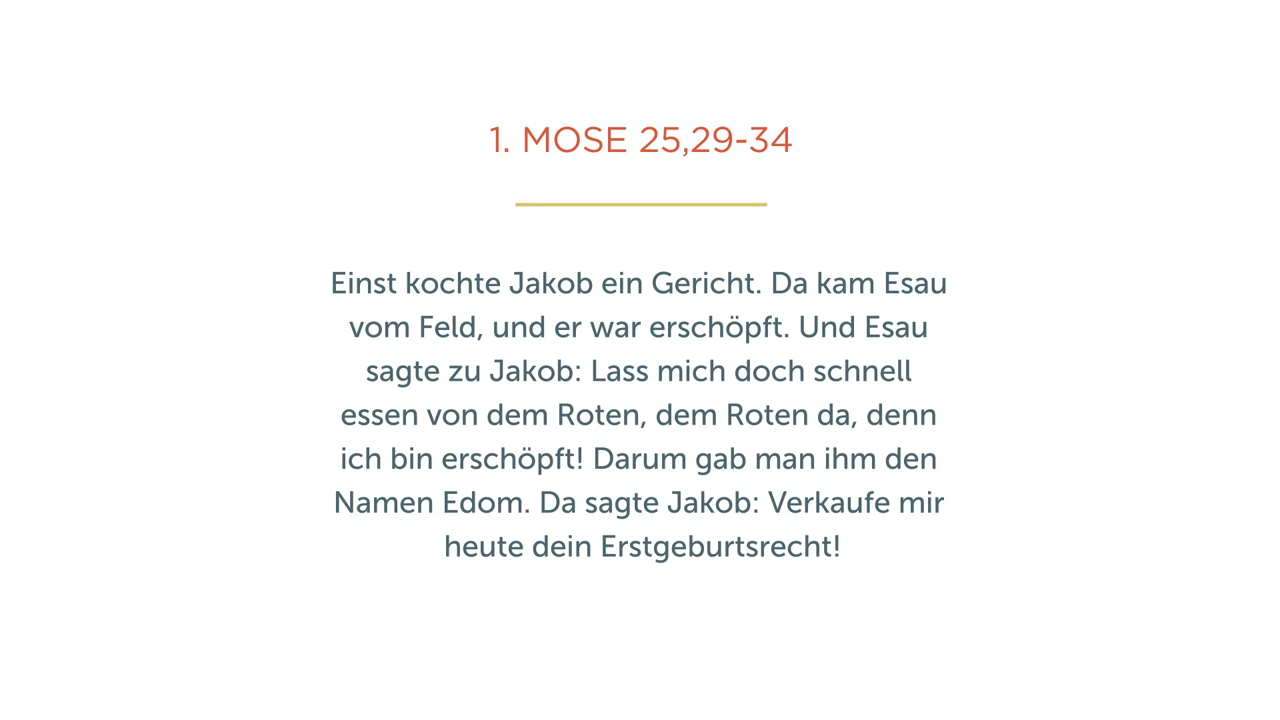 1. MOSE 25,29-34
Einst kochte Jakob ein Gericht. Da kam Esau
vom Feld, und er war erschöpft. Und Esau
sagte zu Jakob: Lass mich doch schnell
essen von dem Roten, dem Roten da, denn
ich bin erschöpft! Darum gab man ihm den
Namen Edom. Da sagte Jakob: Verkaufe mir
heute dein Erstgeburtsrecht!